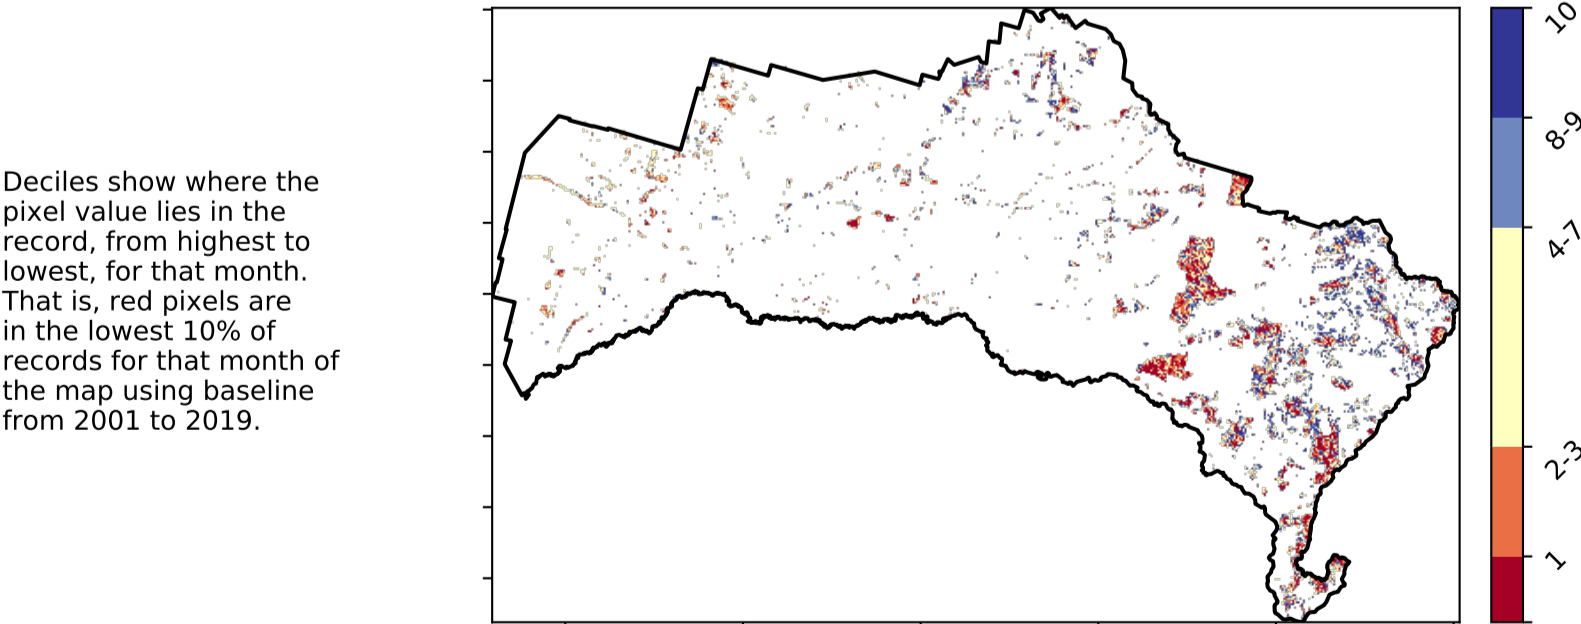 Deciles show where the
pixel value lies in the
record, from highest to
lowest, for that month.
That is, red pixels are
in the lowest 10% of
records for that month of
the map using baseline
from 2001 to 2019.
10
8-9
4-7
2-3
1